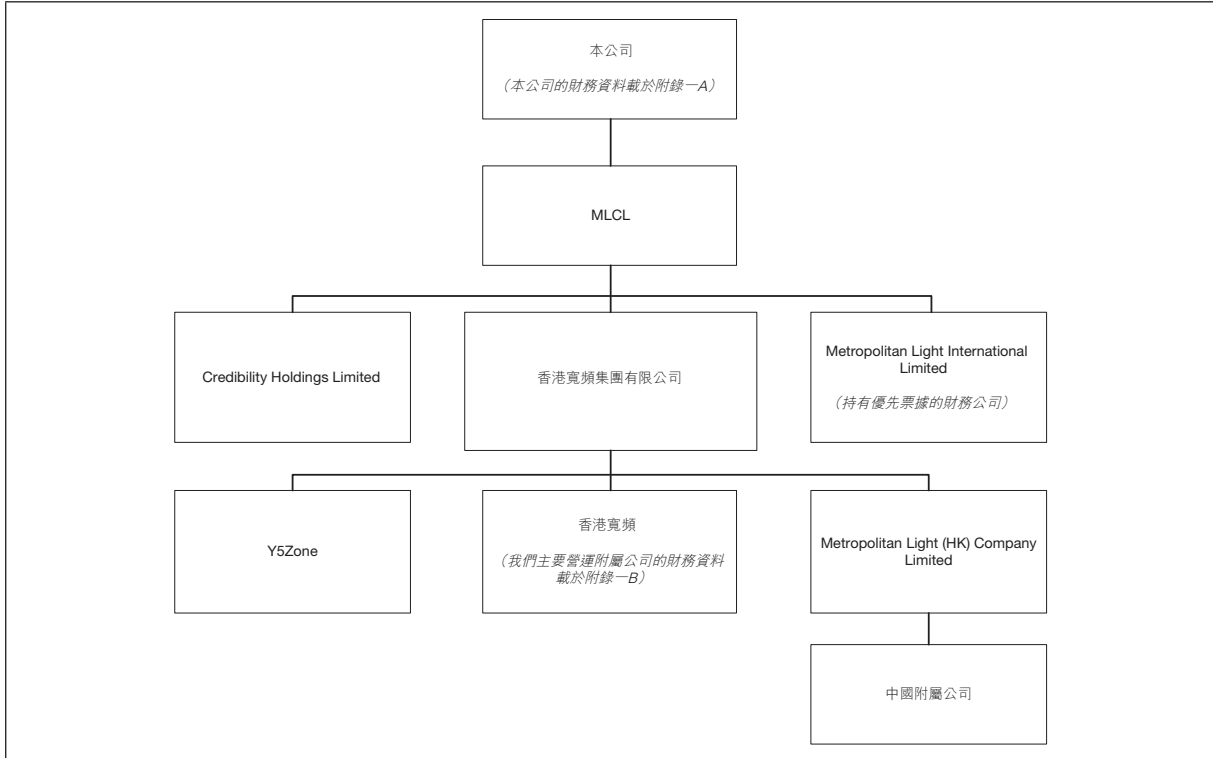 本公司
（本公司的財務資料載於附錄一A）
MLCL
Credibility Holdings Limited
香港寬頻集團有限公司
Metropolitan Light International
Limited
（持有優先票據的財務公司）
Y5Zone
香港寬頻
（我們主要營運附屬公司的財務資料
載於附錄一B）
Metropolitan Light (HK) Company
Limited
中國附屬公司